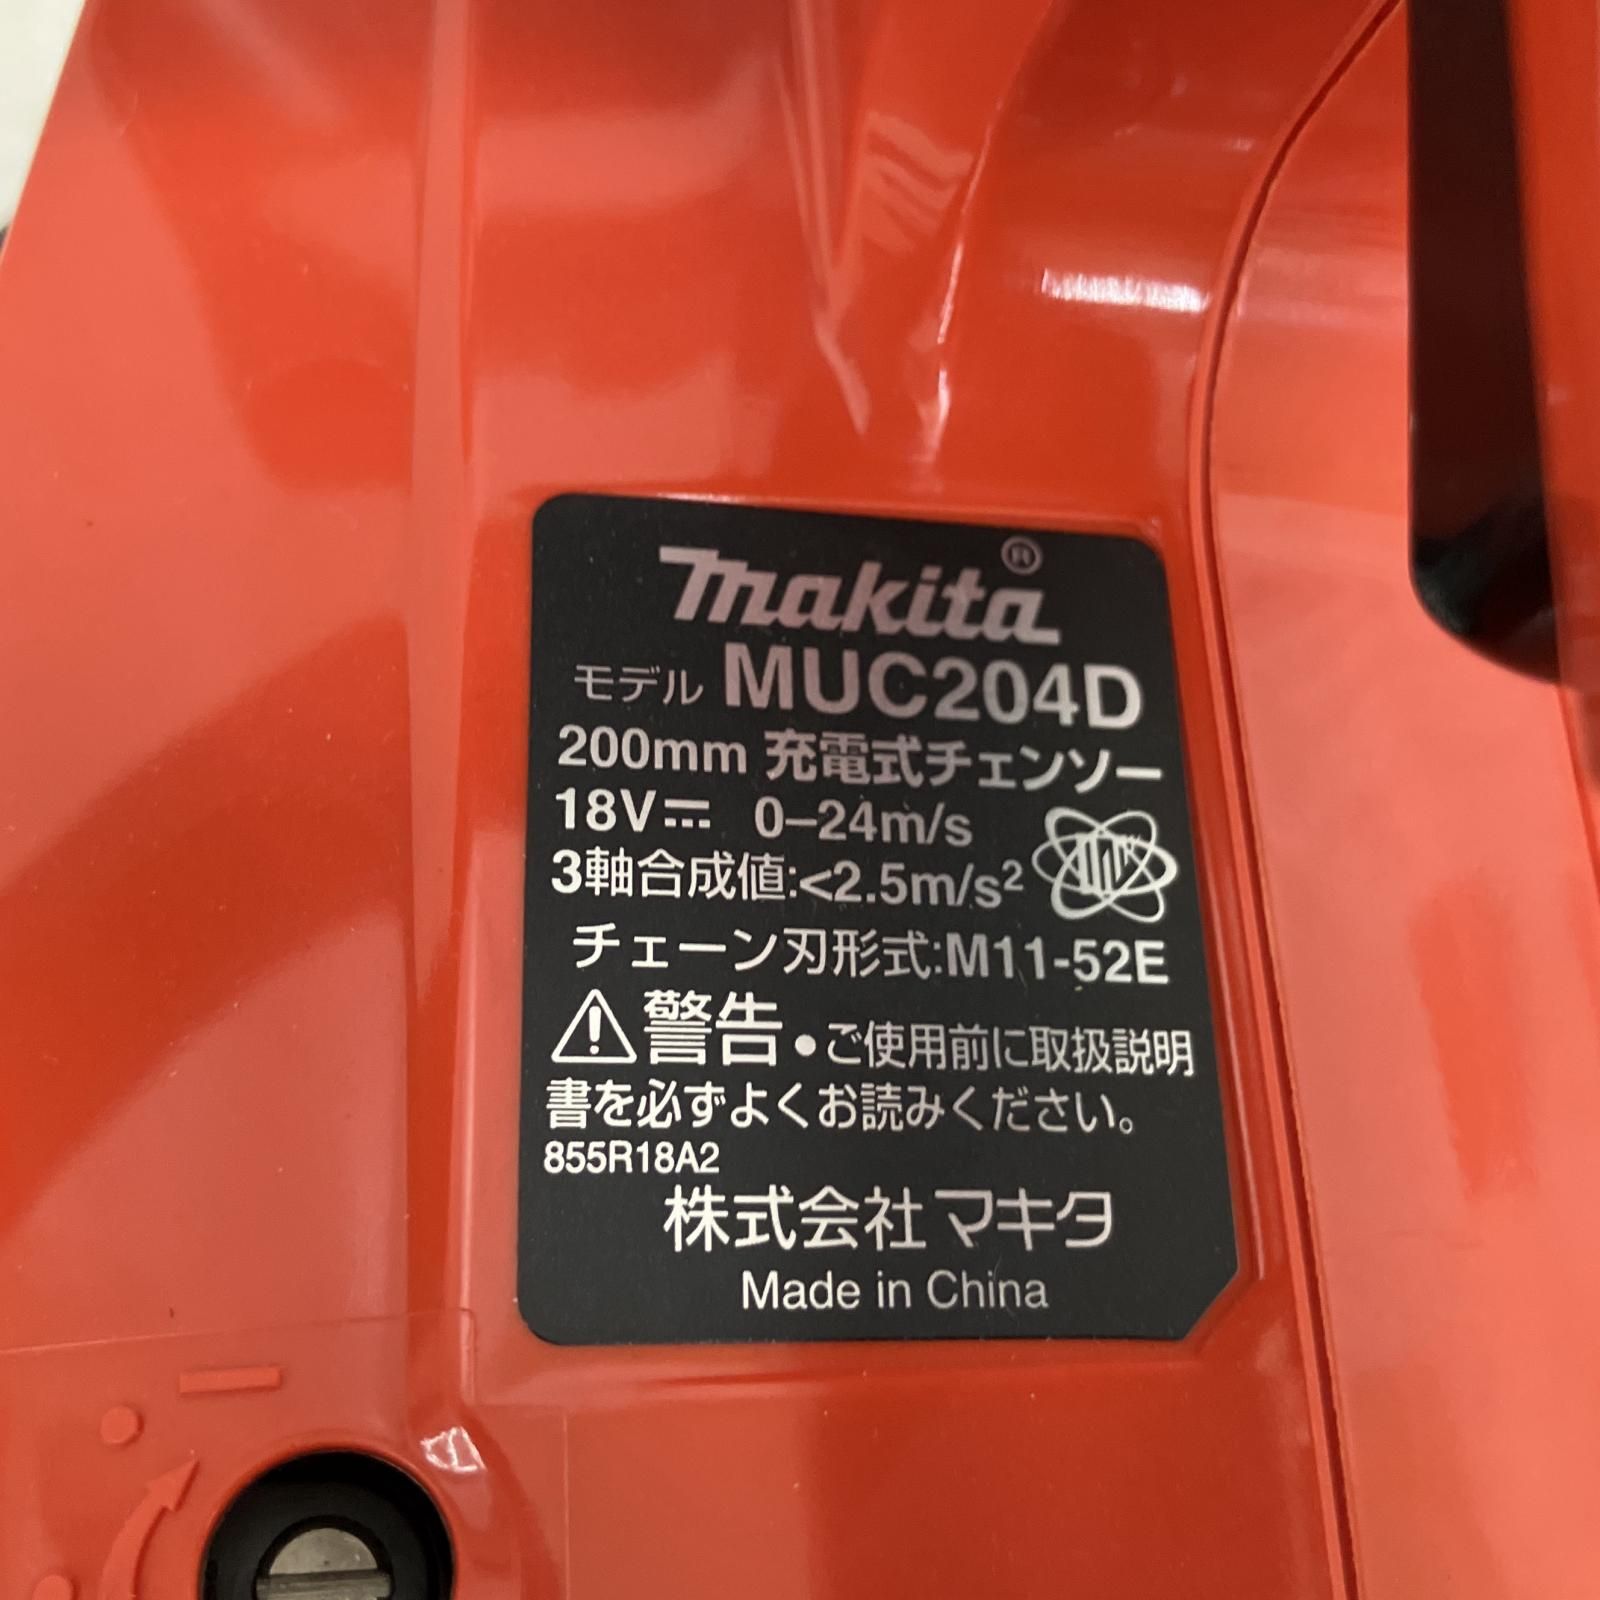 makita®
モデル MUC204D
200mm 充電式チェンソー
18V⎓ 0–24m/s
3軸合成値:<2.5m/s²
チェーン刃形式:M11-52E
⚠警告 •ご使用前に取扱説明
書を必ずよくお読みください。
855R18A2
株式会社マキタ
Made in China